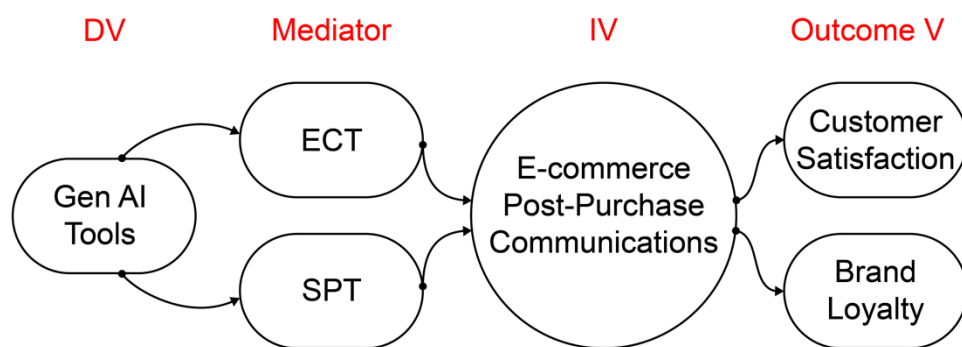 DV
Mediator
IV
Outcome V
Gen AI
Tools
ECT
SPT
E-commerce
Post-Purchase
Communications
Customer
Satisfaction
Brand
Loyalty